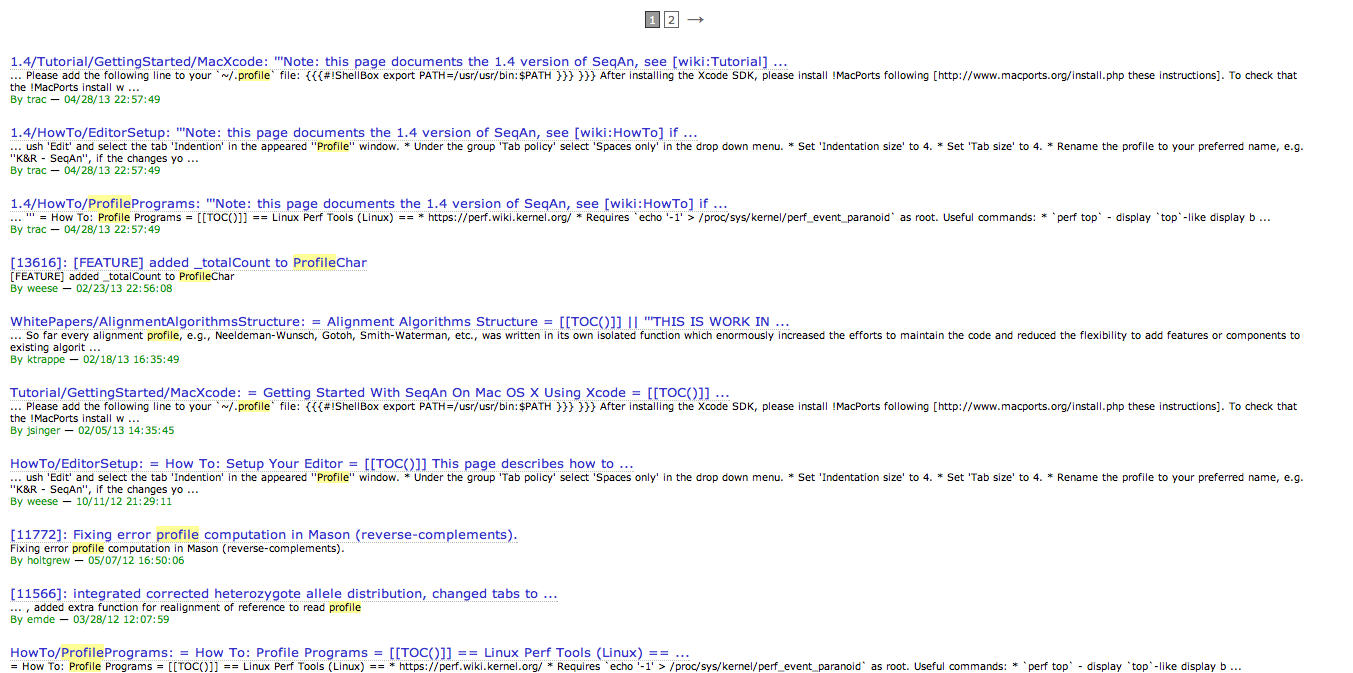 1 2 →
1.4/Tutorial/GettingStarted/MacXcode: '''Note: this page documents the 1.4 version of SeqAn, see [wiki:Tutorial] ...
... Please add the following line to your `~/.profile` file: {{{#!ShellBox export PATH=/usr/usr/bin:$PATH }}} }}} After installing the Xcode SDK, please install !MacPorts following [http://www.macports.org/install.php these instructions]. To check that
the !MacPorts install w ...
By trac — 04/28/13 22:57:49
1.4/HowTo/EditorSetup: '''Note: this page documents the 1.4 version of SeqAn, see [wiki:HowTo] if ...
... ush 'Edit' and select the tab 'Indention' in the appeared ''Profile'' window. * Under the group 'Tab policy' select 'Spaces only' in the drop down menu. * Set 'Indentation size' to 4. * Set 'Tab size' to 4. * Rename the profile to your preferred name, e.g.
''K&R - SeqAn'', if the changes yo ...
By trac — 04/28/13 22:57:49
1.4/HowTo/ProfilePrograms: '''Note: this page documents the 1.4 version of SeqAn, see [wiki:HowTo] if ...
... ''' = How To: Profile Programs = [[TOC()]] == Linux Perf Tools (Linux) == * https://perf.wiki.kernel.org/ * Requires `echo '-1' > /proc/sys/kernel/perf_event_paranoid` as root. Useful commands: * `perf top` - display `top`-like display b ...
By trac — 04/28/13 22:57:49
[13616]: [FEATURE] added _totalCount to ProfileChar
[FEATURE] added _totalCount to ProfileChar
By weese — 02/23/13 22:56:08
WhitePapers/AlignmentAlgorithmsStructure: = Alignment Algorithms Structure = [[TOC()]] || '''THIS IS WORK IN ...
... So far every alignment profile, e.g., Neeldeman-Wunsch, Gotoh, Smith-Waterman, etc., was written in its own isolated function which enormously increased the efforts to maintain the code and reduced the flexibility to add features or components to
existing algorit ...
By ktrappe — 02/18/13 16:35:49
Tutorial/GettingStarted/MacXcode: = Getting Started With SeqAn On Mac OS X Using Xcode = [[TOC()]] ...
... Please add the following line to your `~/.profile` file: {{{#!ShellBox export PATH=/usr/usr/bin:$PATH }}} }}} After installing the Xcode SDK, please install !MacPorts following [http://www.macports.org/install.php these instructions]. To check that
the !MacPorts install w ...
By jsinger — 02/05/13 14:35:45
HowTo/EditorSetup: = How To: Setup Your Editor = [[TOC()]] This page describes how to ...
... ush 'Edit' and select the tab 'Indention' in the appeared ''Profile'' window. * Under the group 'Tab policy' select 'Spaces only' in the drop down menu. * Set 'Indentation size' to 4. * Set 'Tab size' to 4. * Rename the profile to your preferred name, e.g.
''K&R - SeqAn'', if the changes yo ...
By weese — 10/11/12 21:29:11
[11772]: Fixing error profile computation in Mason (reverse-complements).
Fixing error profile computation in Mason (reverse-complements).
By holtgrew — 05/07/12 16:50:06
[11566]: integrated corrected heterozygote allele distribution, changed tabs to ...
... , added extra function for realignment of reference to read profile
By emde — 03/28/12 12:07:59
HowTo/ProfilePrograms: = How To: Profile Programs = [[TOC()]] == Linux Perf Tools (Linux) == ...
= How To: Profile Programs = [[TOC()]] == Linux Perf Tools (Linux) == * https://perf.wiki.kernel.org/ * Requires `echo '-1' > /proc/sys/kernel/perf_event_paranoid` as root. Useful commands: * `perf top` - display `top`-like display b ...